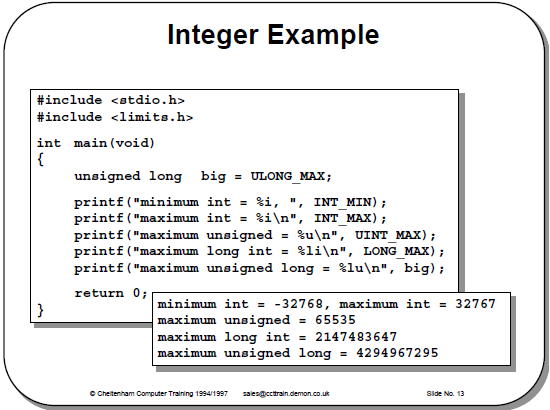 Integer Example
#include <stdio.h>
#include <limits.h>
int main(void)
{
unsigned long big = ULONG_MAX;
printf("minimum int = %i, ", INT_MIN);
printf("maximum int = %i\n", INT_MAX);
printf("maximum unsigned = %u\n", UINT_MAX);
printf("maximum long int = %li\n", LONG_MAX);
printf("maximum unsigned long = %lu\n", big);
return 0;
}
minimum int = -32768, maximum int = 32767
maximum unsigned = 65535
maximum long int = 2147483647
maximum unsigned long = 4294967295
© Cheltenham Computer Training 1994/1997 sales@ccttrain.demon.co.uk Slide No. 13